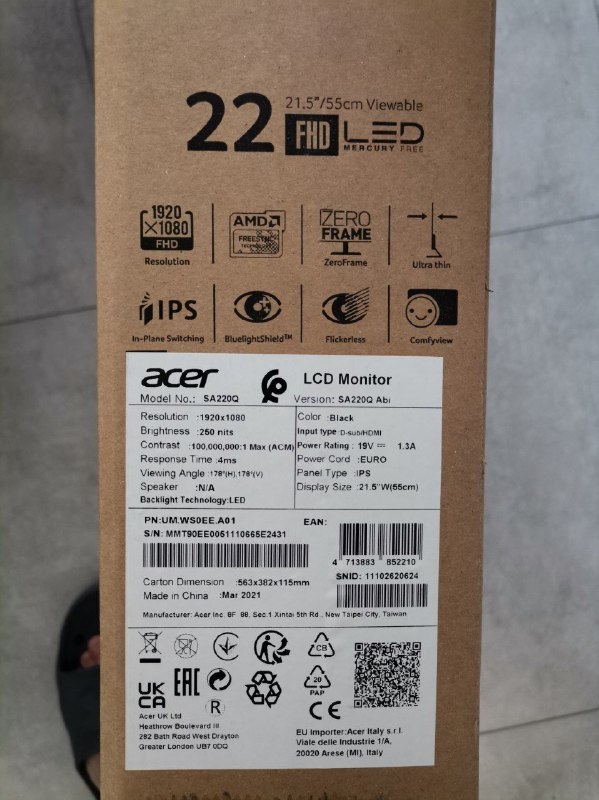 22
21.5"/55cm Viewable
FHD LED
MERCURY FREE
1920
×1080
FHD
Resolution
AMD
FREESYNC
TECHNOLOGY
ZERO
FRAME
ZeroFrame
Ultra thin
IPS
In-Plane Switching
BluelightShield™
Flickerless
Comfyview
acer
LCD Monitor
Model No.: SA220Q
Version: SA220Q Abi
Resolution :1920x1080
Brightness :250 nits
Contrast :100,000,000:1 Max (ACM)
Response Time :4ms
Viewing Angle :178°(H),178°(V)
Speaker :N/A
Backlight Technology:LED
Color :Black
Input type :D-sub/HDMI
Power Rating : 19V ⎓ 1.3A
Power Cord :EURO
Panel Type :IPS
Display Size :21.5"W(55cm)
PN:UM.WS0EE.A01
S/N: MMT90EE0051110665E2431
EAN:
4 713883 852210
SNID: 11102620624
Carton Dimension :563x382x115mm
Made in China :Mar 2021
Manufacturer: Acer Inc. 8F 88, Sec.1 Xintai 5th Rd., New Taipei City, Taiwan
CB
UK
CA
EAC
R
20
PAP
CE
Acer UK Ltd
Heathrow Boulevard III
282 Bath Road West Drayton
Greater London UB7 0DQ
EU Importer:Acer Italy s.r.l.
Viale delle Industrie 1/A,
20020 Arese (MI), Italy